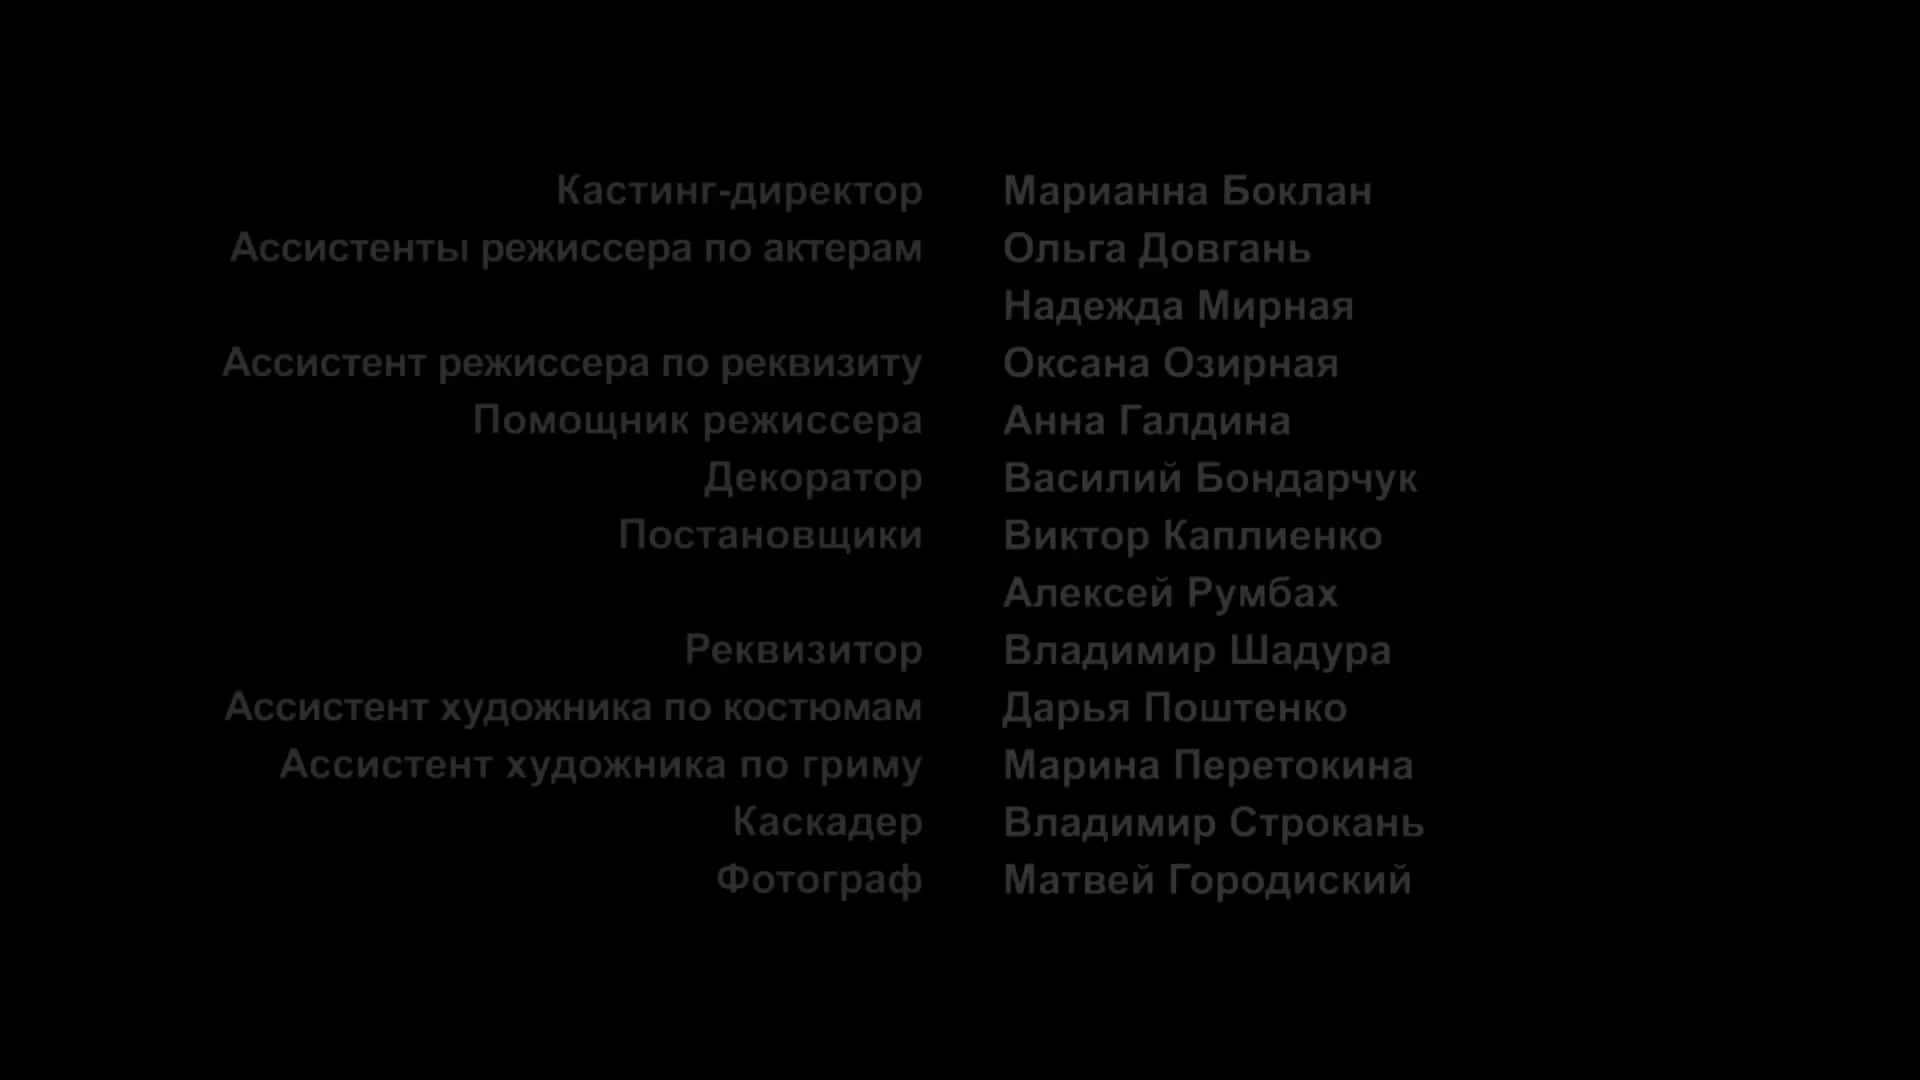 Кастинг-директор Марианна Боклан
Ассистенты режиссера по актерам Ольга Довгань
Надежда Мирная
Ассистент режиссера по реквизиту Оксана Озирная
Помощник режиссера Анна Галдина
Декоратор Василий Бондарчук
Постановщики Виктор Каплиенко
Алексей Румбах
Реквизитор Владимир Шадура
Ассистент художника по костюмам Дарья Поштенко
Ассистент художника по гриму Марина Перетокина
Каскадер Владимир Строкань
Фотограф Матвей Городиский